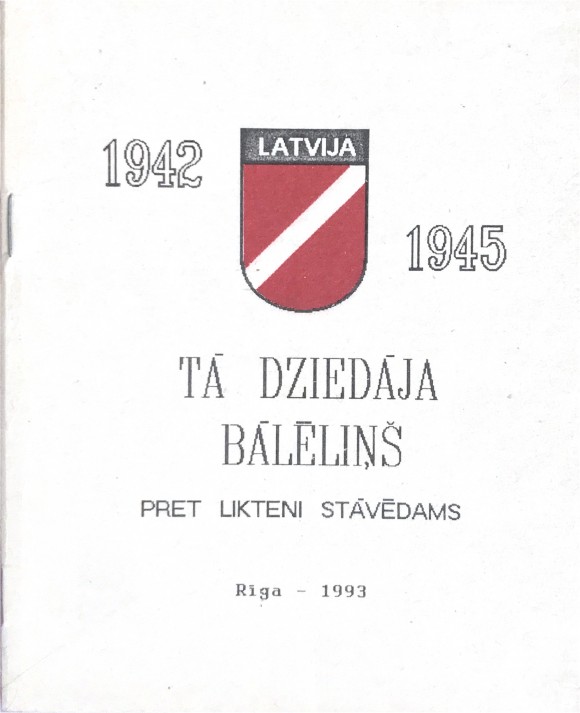 LATVIJA
1942
1945
TĀ DZIEDĀJA
BĀLĒLIŅŠ
PRET LIKTENI STĀVĒDAMS
Rīga - 1993